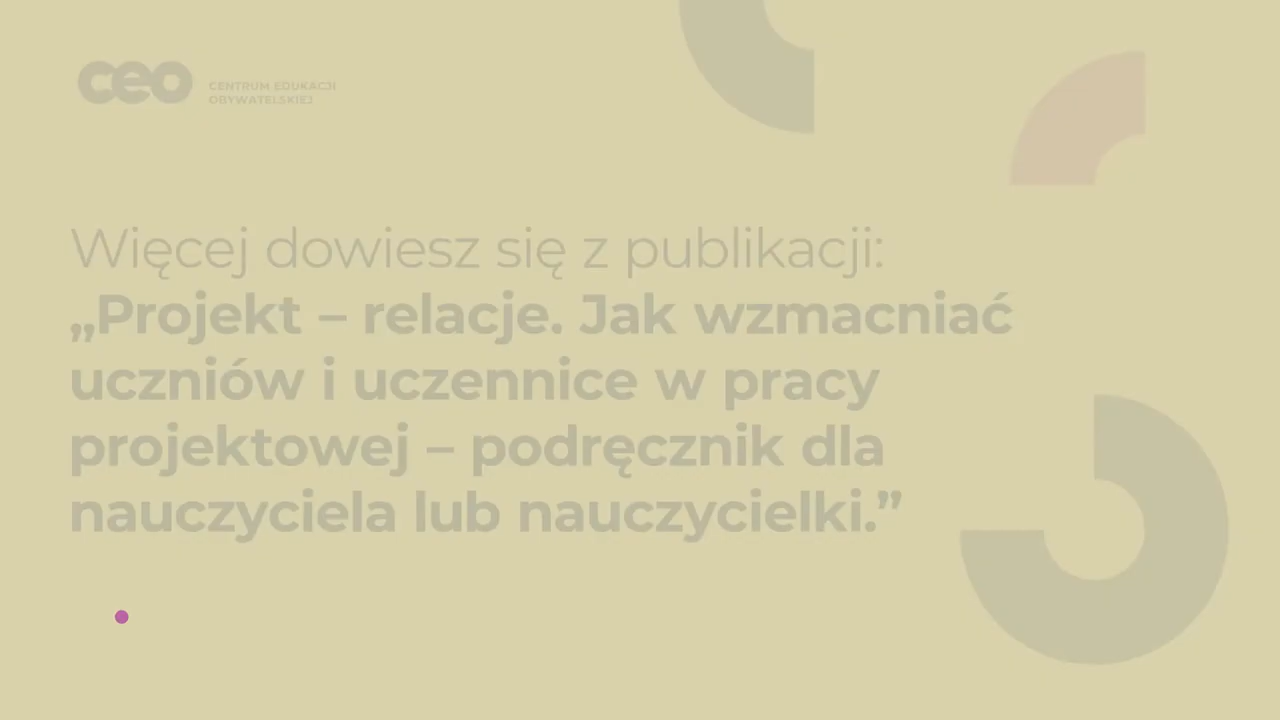 ceo
CENTRUM EDUKACJI
OBYWATELSKIEJ
Więcej dowiesz się z publikacji:
„Projekt – relacje. Jak wzmacniać
uczniów i uczennice w pracy
projektowej – podręcznik dla
nauczyciela lub nauczycielki.”